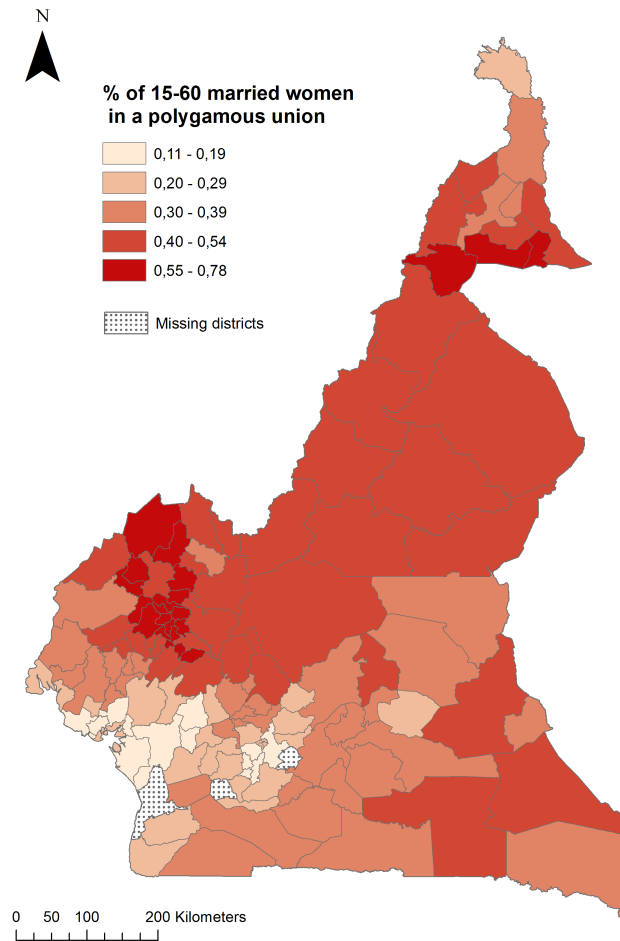 N
% of 15-60 married women
in a polygamous union
0,11 - 0,19
0,20 - 0,29
0,30 - 0,39
0,40 - 0,54
0,55 - 0,78
Missing districts
0 50 100 200 Kilometers